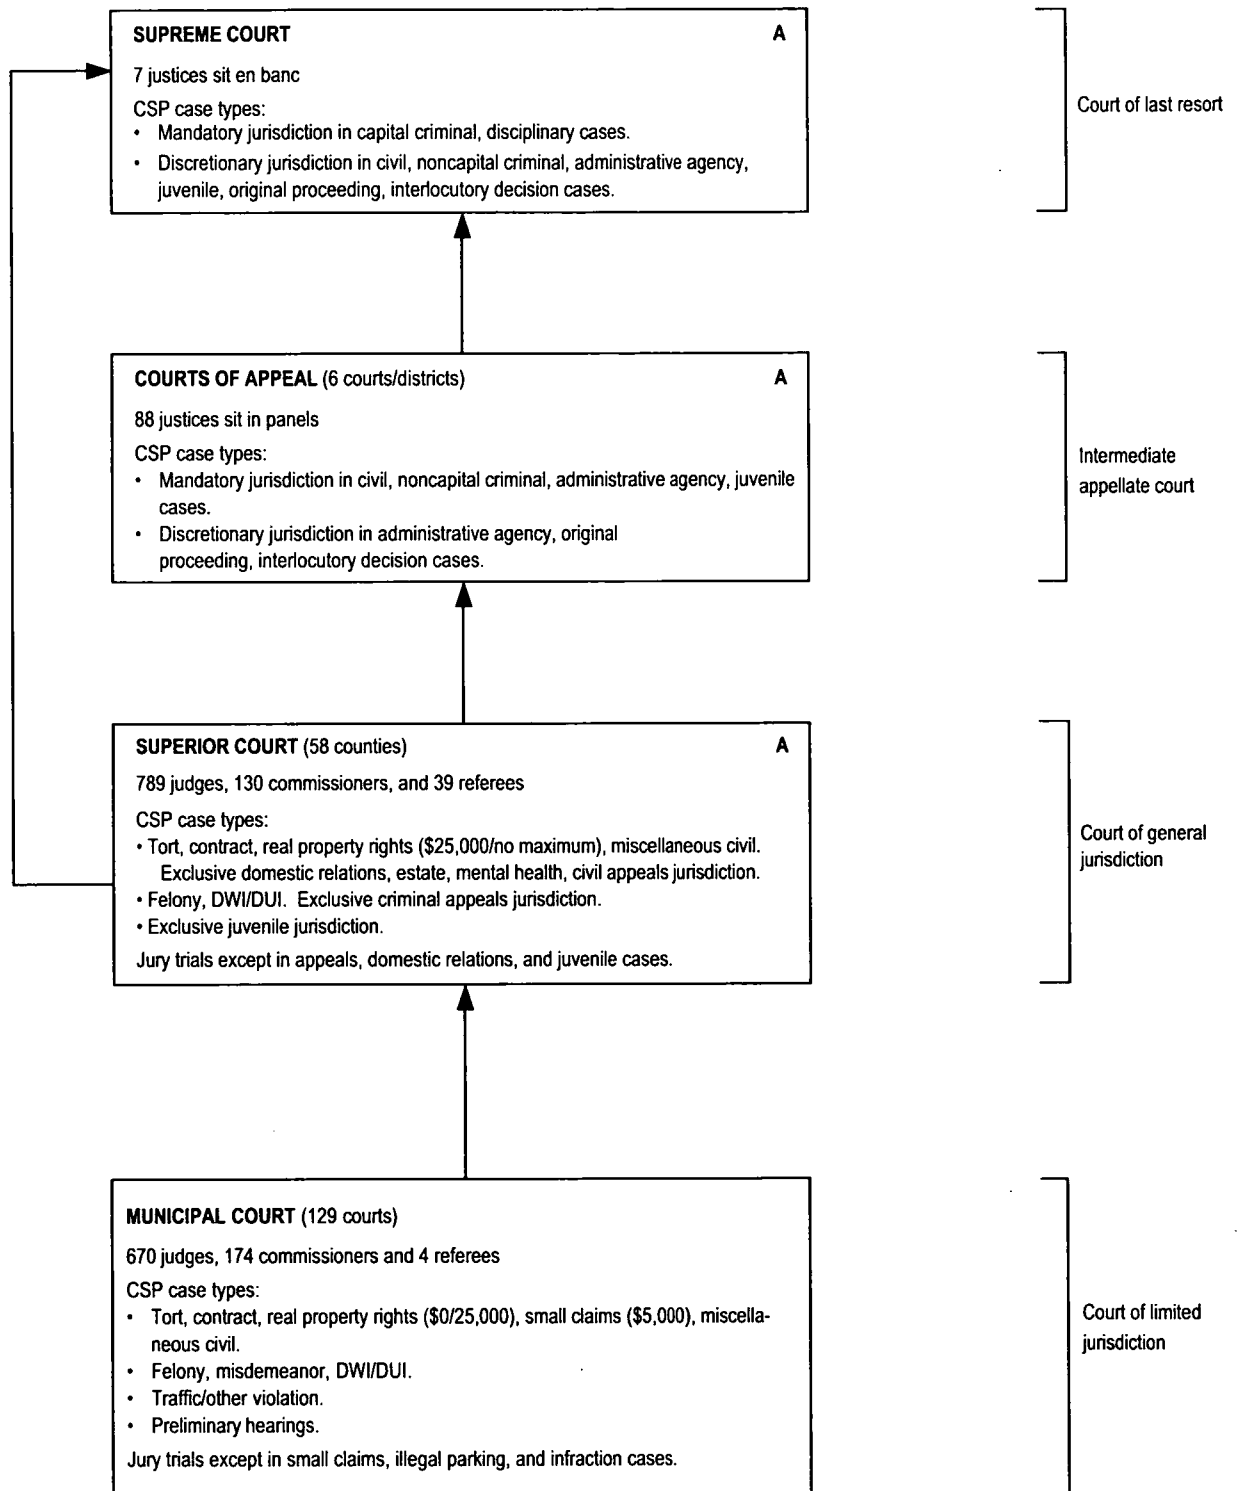 SUPREME COURT A
7 justices sit en banc
CSP case types:
• Mandatory jurisdiction in capital criminal, disciplinary cases.
• Discretionary jurisdiction in civil, noncapital criminal, administrative agency,
juvenile, original proceeding, interlocutory decision cases.
Court of last resort
COURTS OF APPEAL (6 courts/districts) A
88 justices sit in panels
CSP case types:
• Mandatory jurisdiction in civil, noncapital criminal, administrative agency, juvenile
cases.
• Discretionary jurisdiction in administrative agency, original
proceeding, interlocutory decision cases.
Intermediate
appellate court
SUPERIOR COURT (58 counties) A
789 judges, 130 commissioners, and 39 referees
CSP case types:
• Tort, contract, real property rights ($25,000/no maximum), miscellaneous civil.
Exclusive domestic relations, estate, mental health, civil appeals jurisdiction.
• Felony, DWI/DUI. Exclusive criminal appeals jurisdiction.
• Exclusive juvenile jurisdiction.
Jury trials except in appeals, domestic relations, and juvenile cases.
Court of general
jurisdiction
MUNICIPAL COURT (129 courts)
670 judges, 174 commissioners and 4 referees
CSP case types:
• Tort, contract, real property rights ($0/25,000), small claims ($5,000), miscella-
neous civil.
• Felony, misdemeanor, DWI/DUI.
• Traffic/other violation.
• Preliminary hearings.
Jury trials except in small claims, illegal parking, and infraction cases.
Court of limited
jurisdiction